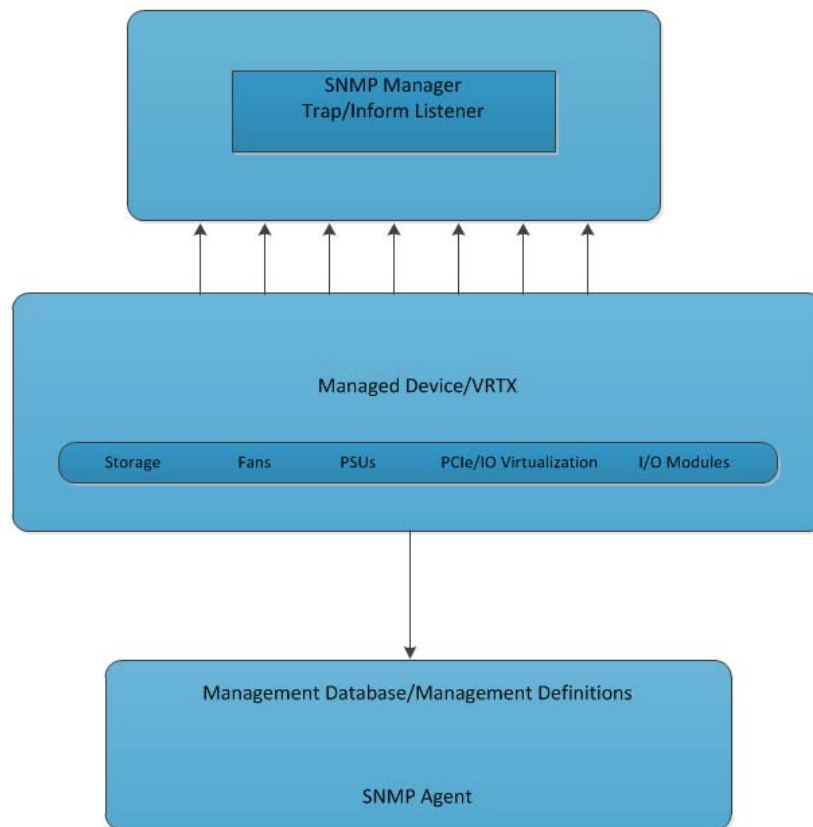 SNMP Manager
Trap/Inform Listener
Managed Device/VRTX
Storage Fans PSUs PCIe/IO Virtualization I/O Modules
Management Database/Management Definitions
SNMP Agent